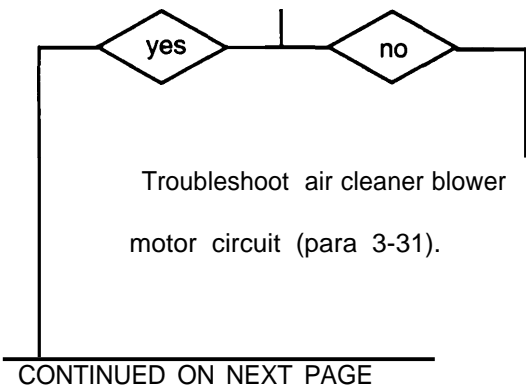 yes
no
Troubleshoot air cleaner blower
motor circuit (para 3-31).
CONTINUED ON NEXT PAGE